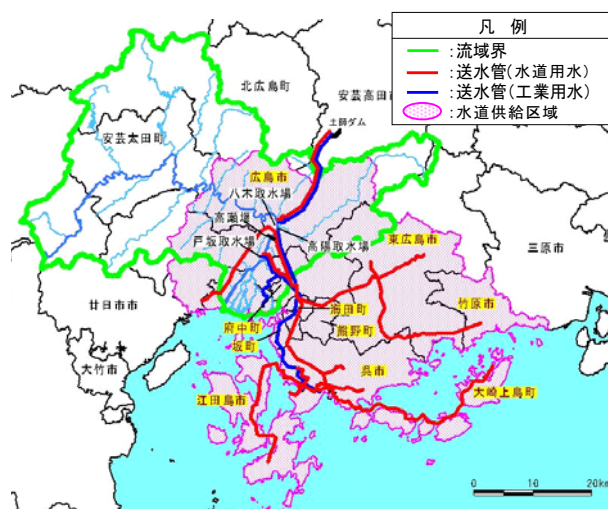 凡 例
:流域界
:送水管(水道用水)
:送水管(工業用水)
:水道供給区域
北広島町
安芸高田市
土師ダム
安芸太田町
広島市
八木取水場
高瀬堰
戸坂取水場
高陽取水場
東広島市
三原市
廿日市市
海田町
竹原市
府中町
熊野町
坂町
大竹市
呉市
江田島市
大崎上島町
0 10 20km